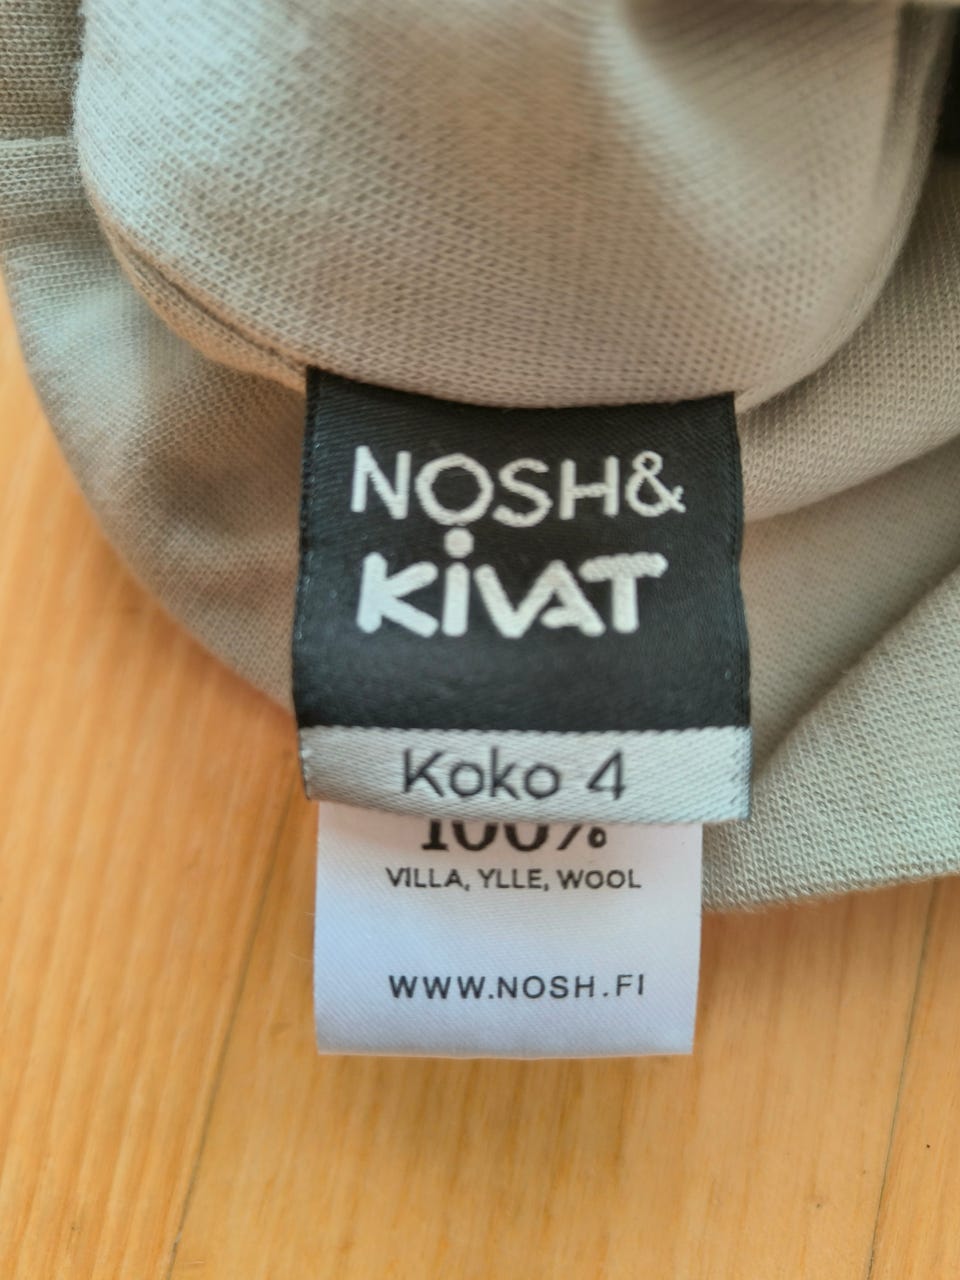 NOSH&
KiVAT
Koko 4
100%
VILLA, YLLE, WOOL
WWW.NOSH.FI